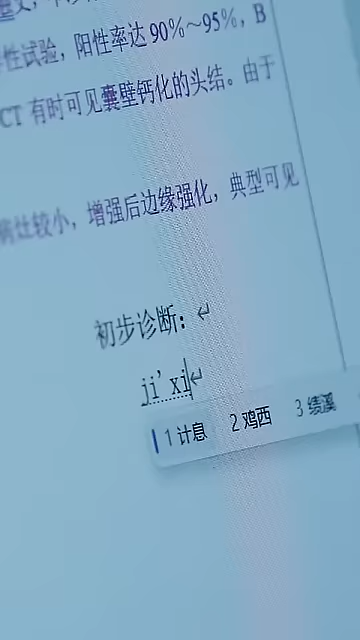 性试验，阳性率达90%～95%，B
CT 有时可见囊壁钙化的头结。由于
病灶较小，增强后边缘强化，典型可见
初步诊断：↵
ji'xi↵
1 计息 2 鸡西 3 绩溪